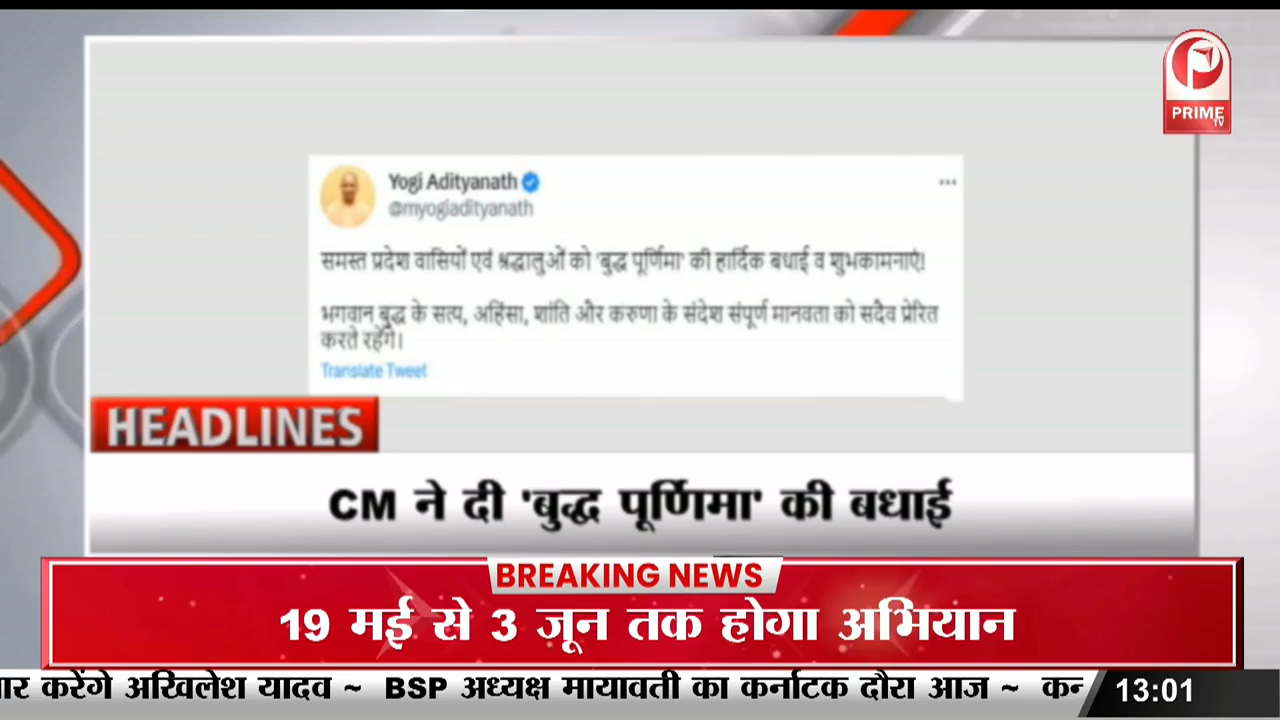 PRIME
TV
Yogi Adityanath
@myogiadityanath
समस्त प्रदेश वासियों एवं श्रद्धालुओं को 'बुद्ध पूर्णिमा' की हार्दिक बधाई व शुभकामनाएं!
भगवान बुद्ध के सत्य, अहिंसा, शांति और करुणा के संदेश संपूर्ण मानवता को सदैव प्रेरित
करते रहेंगे।
Translate Tweet
HEADLINES
CM ने दी 'बुद्ध पूर्णिमा' की बधाई
BREAKING NEWS
19 मई से 3 जून तक होगा अभियान
करेंगे अखिलेश यादव ~ BSP अध्यक्ष मायावती का कर्नाटक दौरा आज ~
13:01